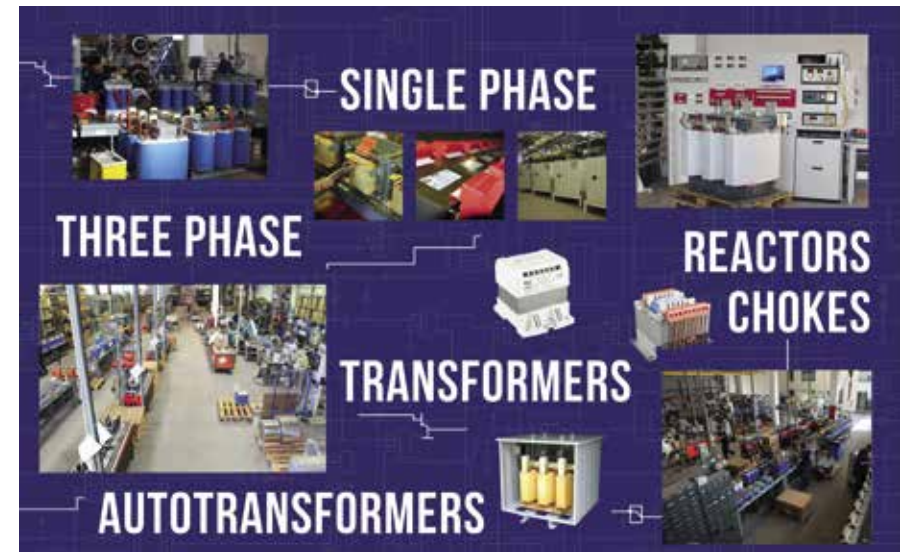 SINGLE PHASE
THREE PHASE
REACTORS
CHOKES
TRANSFORMERS
AUTOTRANSFORMERS